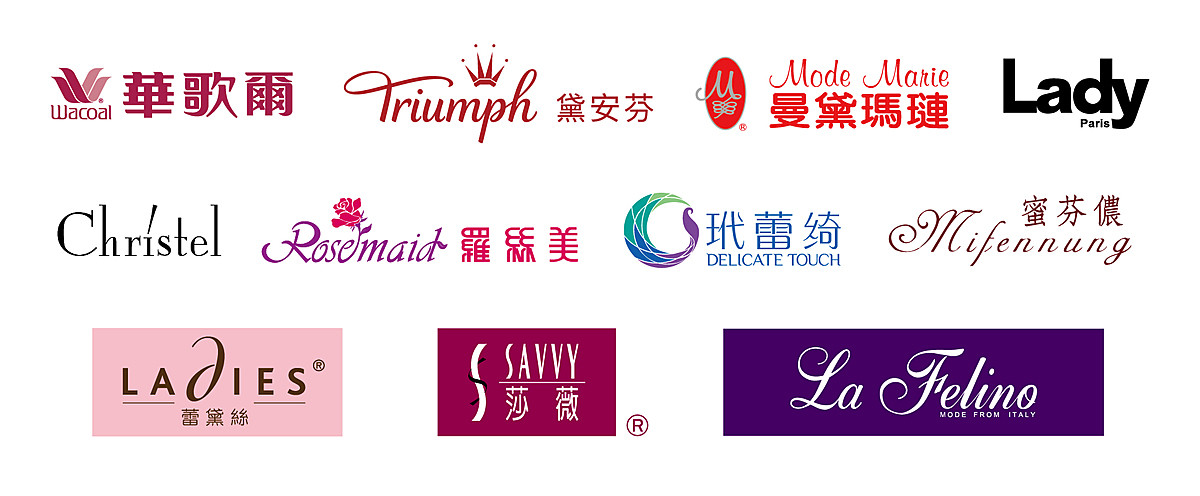 Wacoal® 華歌爾
Triumph 黛安芬
M
Mode Marie
曼黛瑪璉
®
Lady
Paris
Christel
Rosemaid 羅絲美
玳蕾绮
DELICATE TOUCH
蜜芬儂
Mifennung
LADIES®
蕾黛絲
SAVVY
莎薇
®
La Felino
MODE FROM ITALY